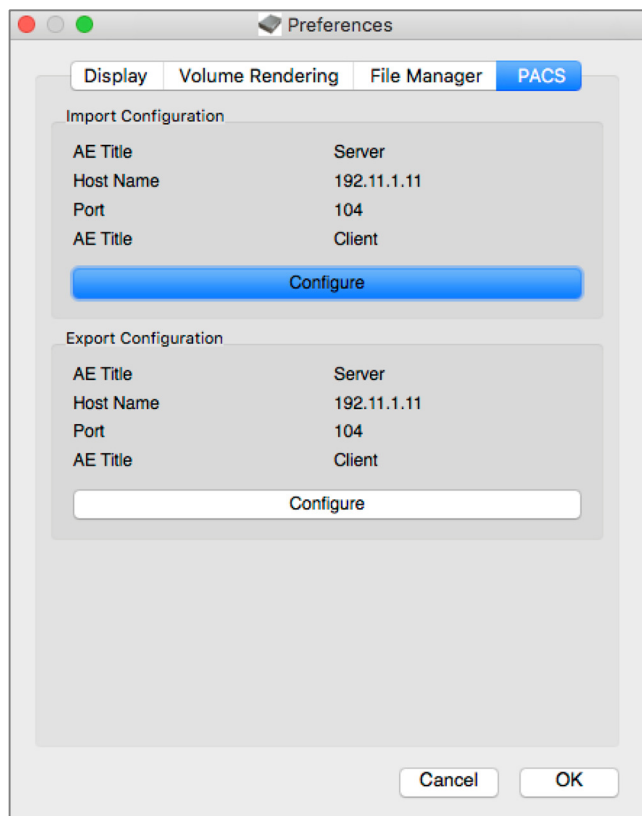 Preferences
Display Volume Rendering File Manager PACS
Import Configuration
AE Title Server
Host Name 192.11.1.11
Port 104
AE Title Client
Configure
Export Configuration
AE Title Server
Host Name 192.11.1.11
Port 104
AE Title Client
Configure
Cancel OK